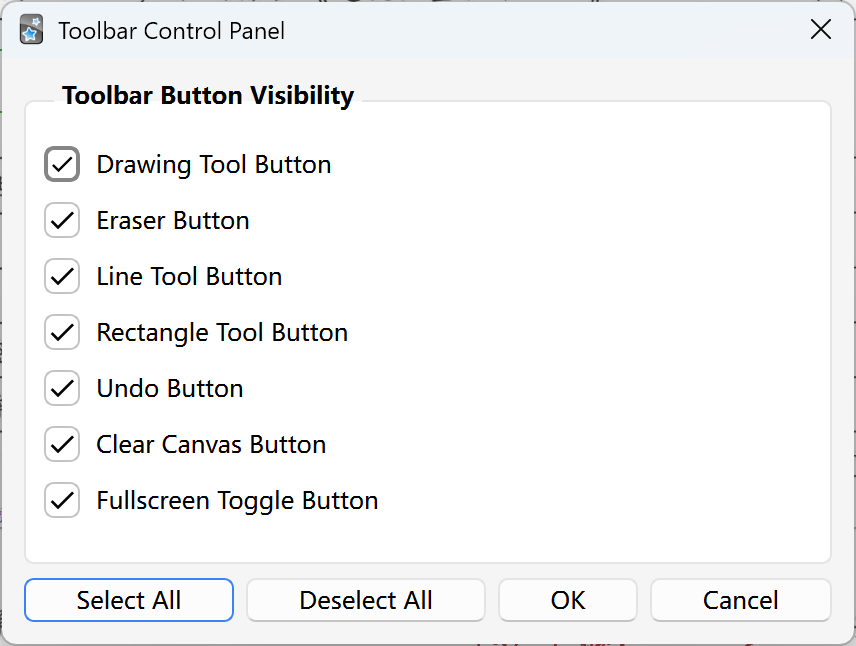 Toolbar Control Panel
Toolbar Button Visibility
Drawing Tool Button
Eraser Button
Line Tool Button
Rectangle Tool Button
Undo Button
Clear Canvas Button
Fullscreen Toggle Button
Select All Deselect All OK Cancel